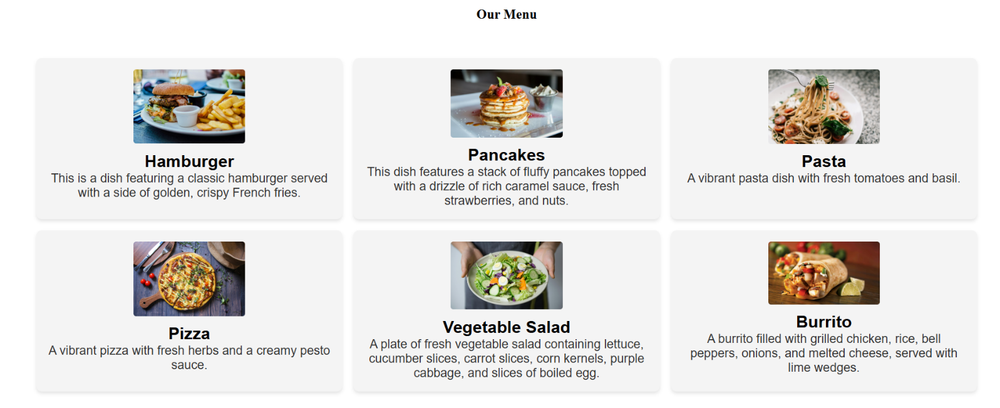 Our Menu
Hamburger
This is a dish featuring a classic hamburger served
with a side of golden, crispy French fries.
Pancakes
This dish features a stack of fluffy pancakes topped
with a drizzle of rich caramel sauce, fresh
strawberries, and nuts.
Pasta
A vibrant pasta dish with fresh tomatoes and basil.
Pizza
A vibrant pizza with fresh herbs and a creamy pesto
sauce.
Vegetable Salad
A plate of fresh vegetable salad containing lettuce,
cucumber slices, carrot slices, corn kernels, purple
cabbage, and slices of boiled egg.
Burrito
A burrito filled with grilled chicken, rice, bell
peppers, onions, and melted cheese, served with
lime wedges.